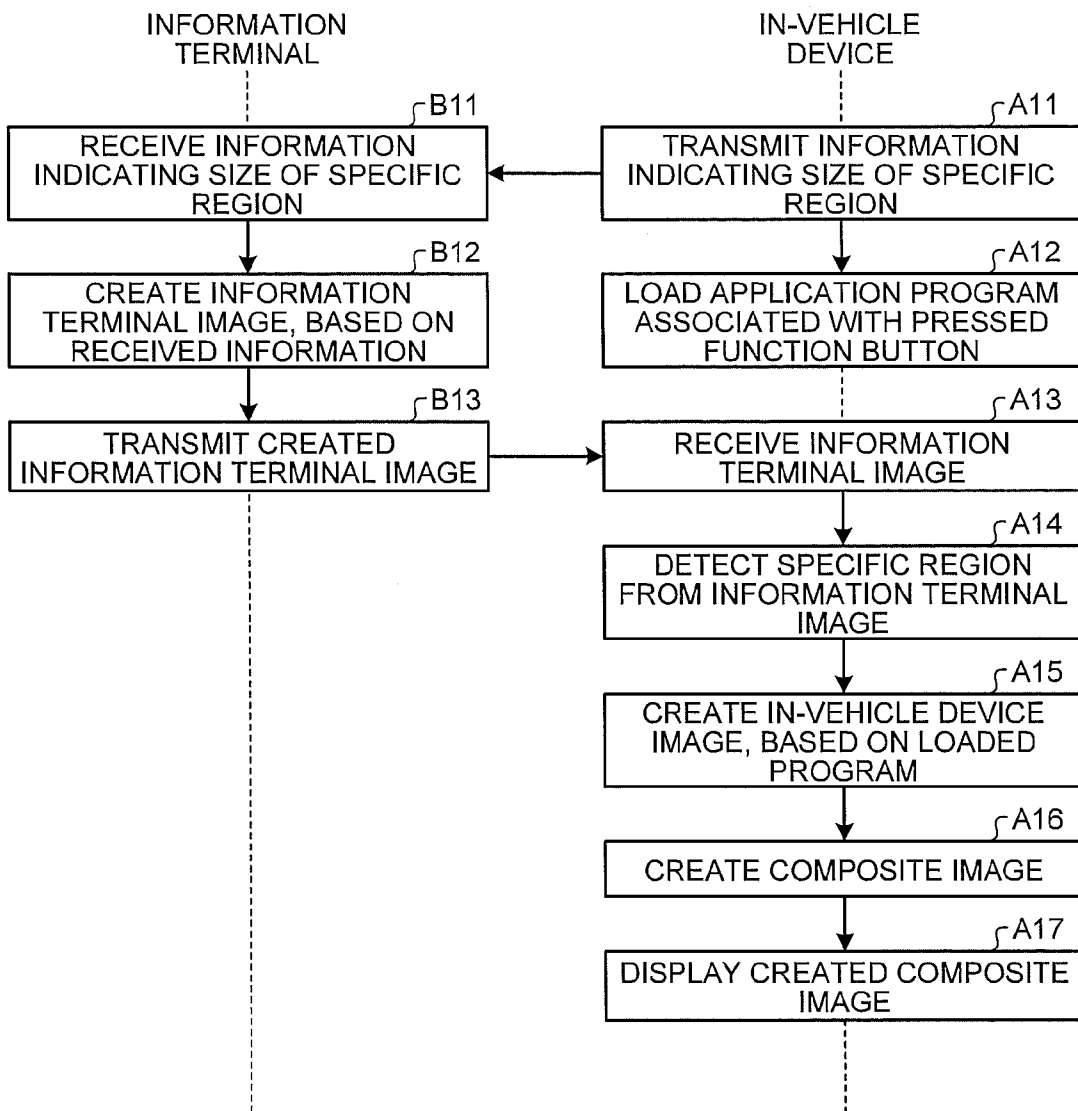 INFORMATION
TERMINAL
IN-VEHICLE
DEVICE
B11
RECEIVE INFORMATION
INDICATING SIZE OF SPECIFIC
REGION
A11
TRANSMIT INFORMATION
INDICATING SIZE OF SPECIFIC
REGION
B12
CREATE INFORMATION
TERMINAL IMAGE, BASED ON
RECEIVED INFORMATION
A12
LOAD APPLICATION PROGRAM
ASSOCIATED WITH PRESSED
FUNCTION BUTTON
B13
TRANSMIT CREATED
INFORMATION TERMINAL IMAGE
A13
RECEIVE INFORMATION
TERMINAL IMAGE
A14
DETECT SPECIFIC REGION
FROM INFORMATION TERMINAL
IMAGE
A15
CREATE IN-VEHICLE DEVICE
IMAGE, BASED ON LOADED
PROGRAM
A16
CREATE COMPOSITE IMAGE
A17
DISPLAY CREATED COMPOSITE
IMAGE